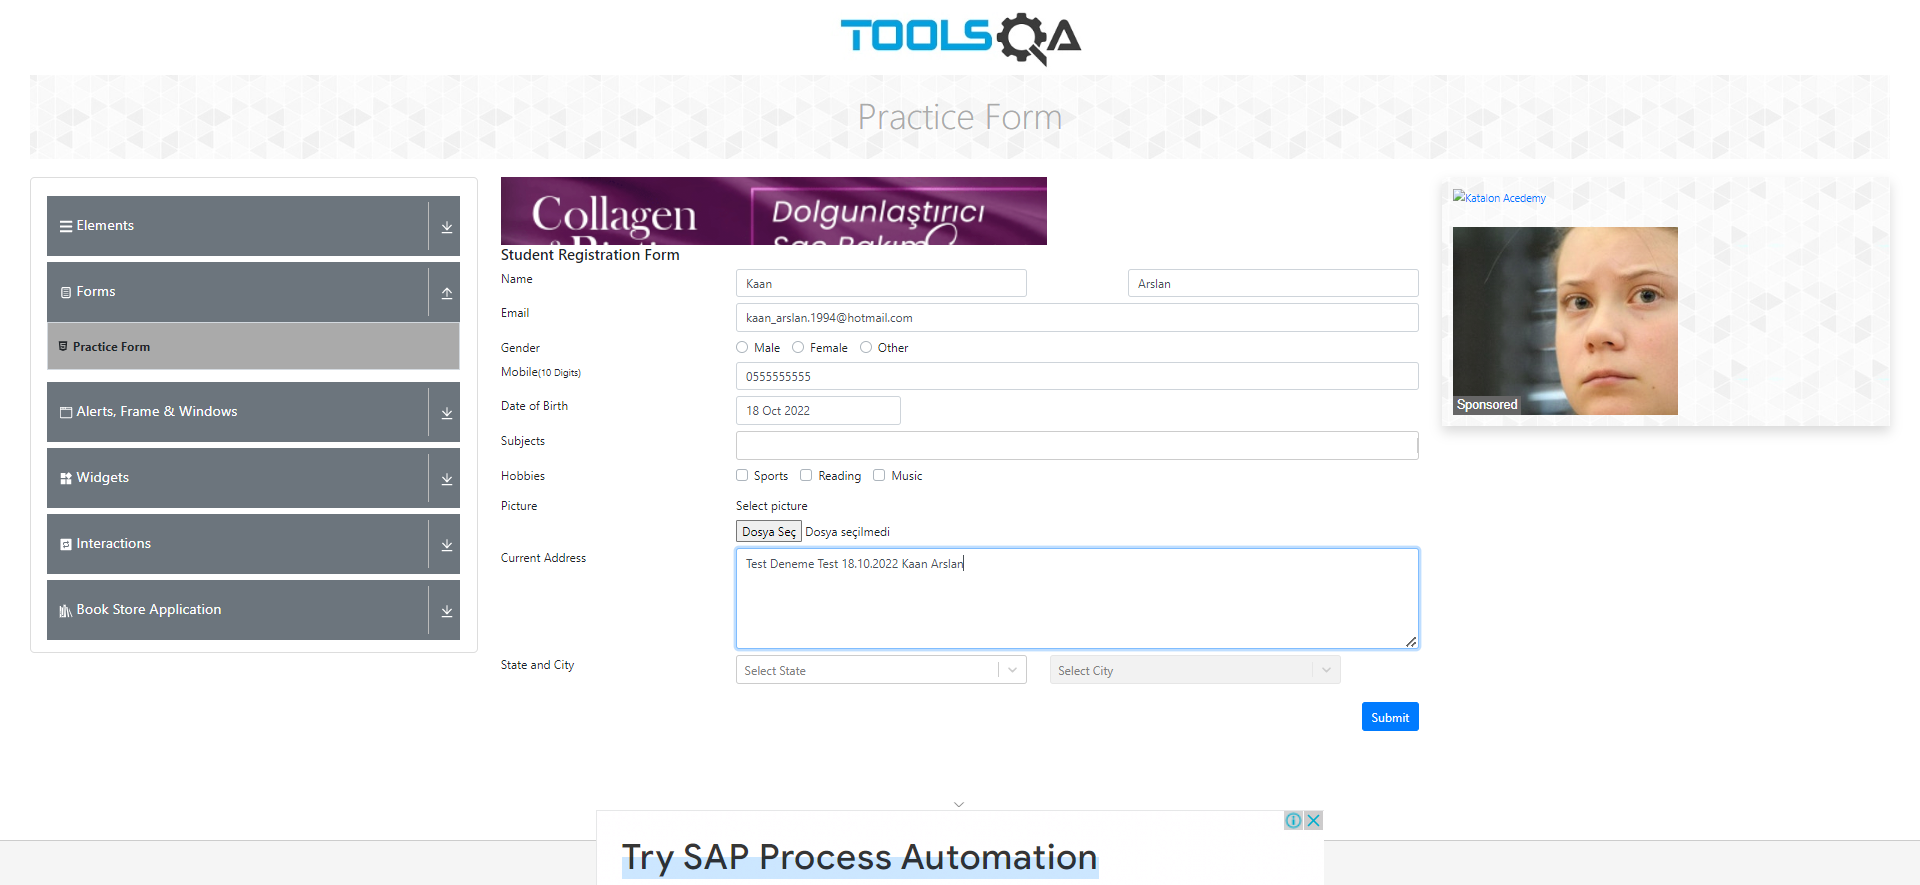 TOOLSQA
Practice Form
Elements
Forms
Practice Form
Alerts, Frame & Windows
Widgets
Interactions
Book Store Application
Collagen
Dolgunlaştırıcı
Student Registration Form
Name Kaan Arslan
Email kaan_arslan.1994@hotmail.com
Gender Male Female Other
Mobile(10 Digits) 0555555555
Date of Birth 18 Oct 2022
Subjects
Hobbies Sports Reading Music
Picture Select picture
Dosya Seç Dosya seçilmedi
Current Address Test Deneme Test 18.10.2022 Kaan Arslan
State and City Select State Select City
Submit
Katalon Acedemy
Sponsored
Try SAP Process Automation